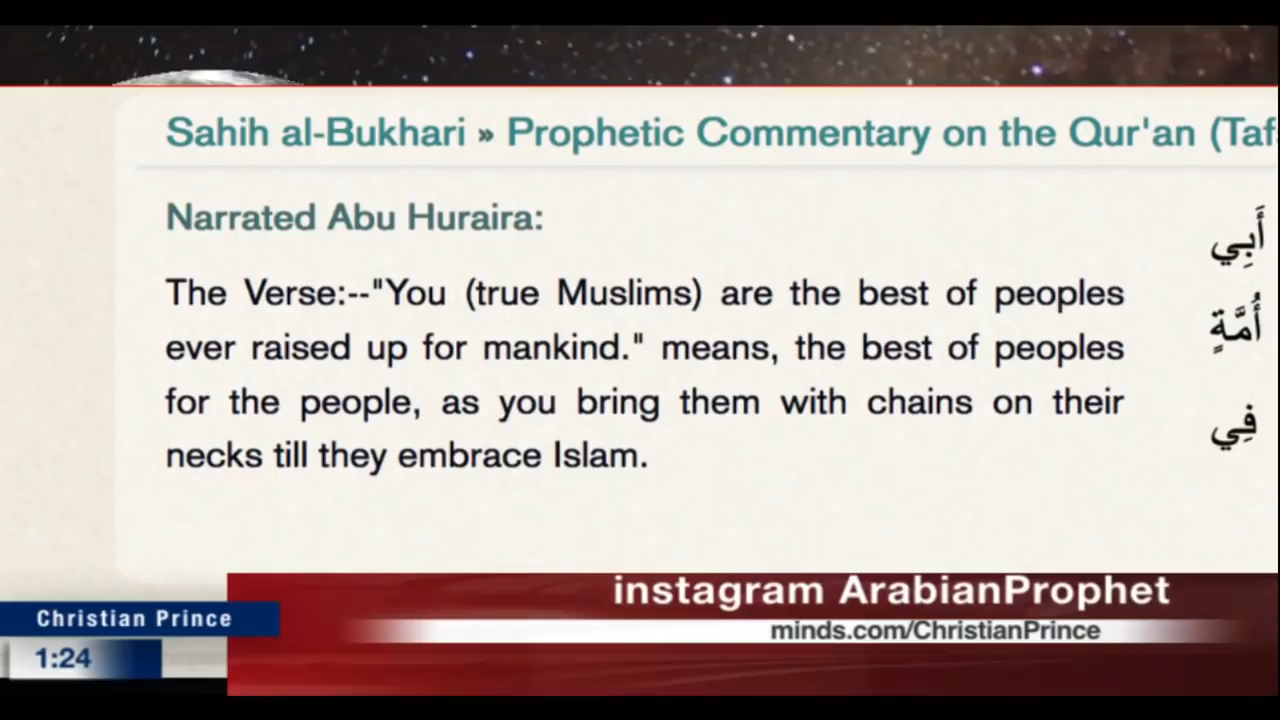 Sahih al-Bukhari » Prophetic Commentary on the Qur'an (Taf
Narrated Abu Huraira:
أَبِي
The Verse:--"You (true Muslims) are the best of peoples
أُمَّةٍ
ever raised up for mankind." means, the best of peoples
for the people, as you bring them with chains on their
فِي
necks till they embrace Islam.
instagram ArabianProphet
Christian Prince
minds.com/ChristianPrince
1:24